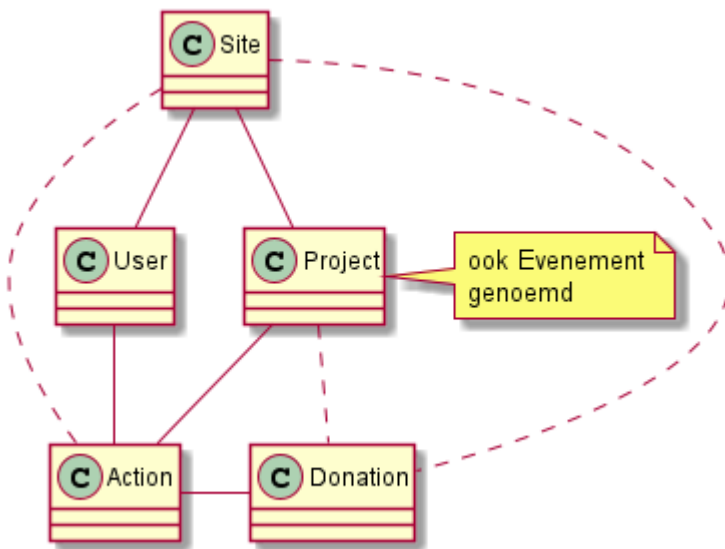 C Site
C User
C Project
ook Evenement
genoemd
C Action
C Donation